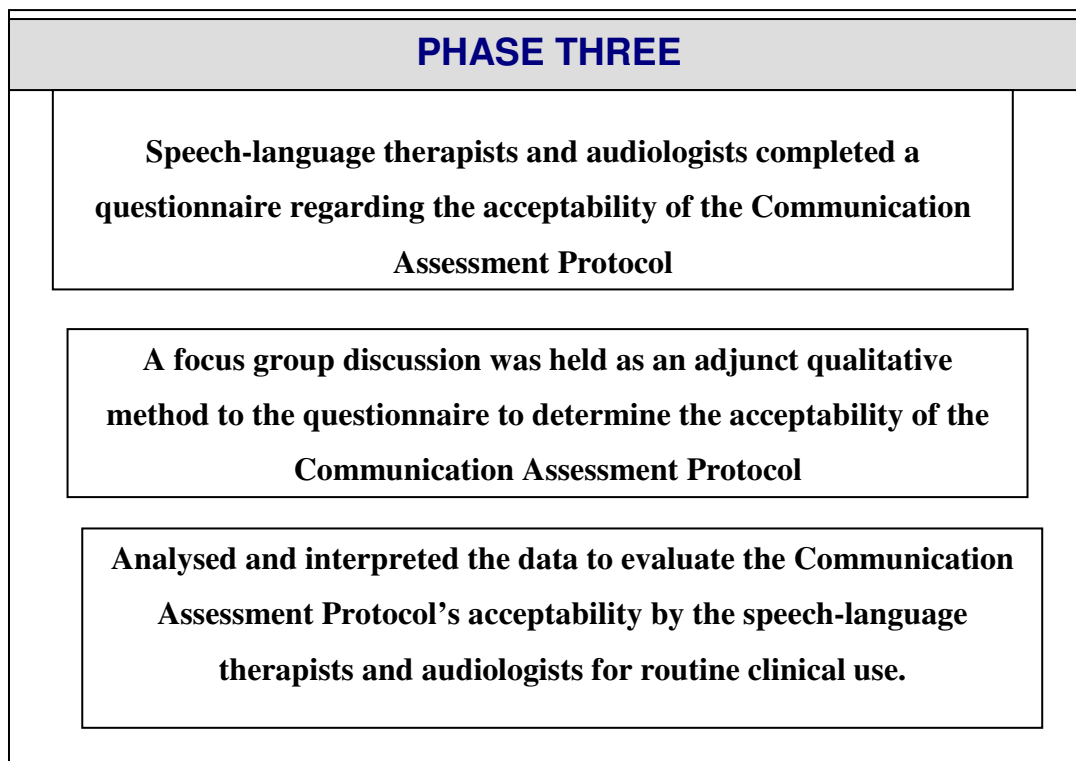 PHASE THREE
Speech-language therapists and audiologists completed a
questionnaire regarding the acceptability of the Communication
Assessment Protocol
A focus group discussion was held as an adjunct qualitative
method to the questionnaire to determine the acceptability of the
Communication Assessment Protocol
Analysed and interpreted the data to evaluate the Communication
Assessment Protocol’s acceptability by the speech-language
therapists and audiologists for routine clinical use.